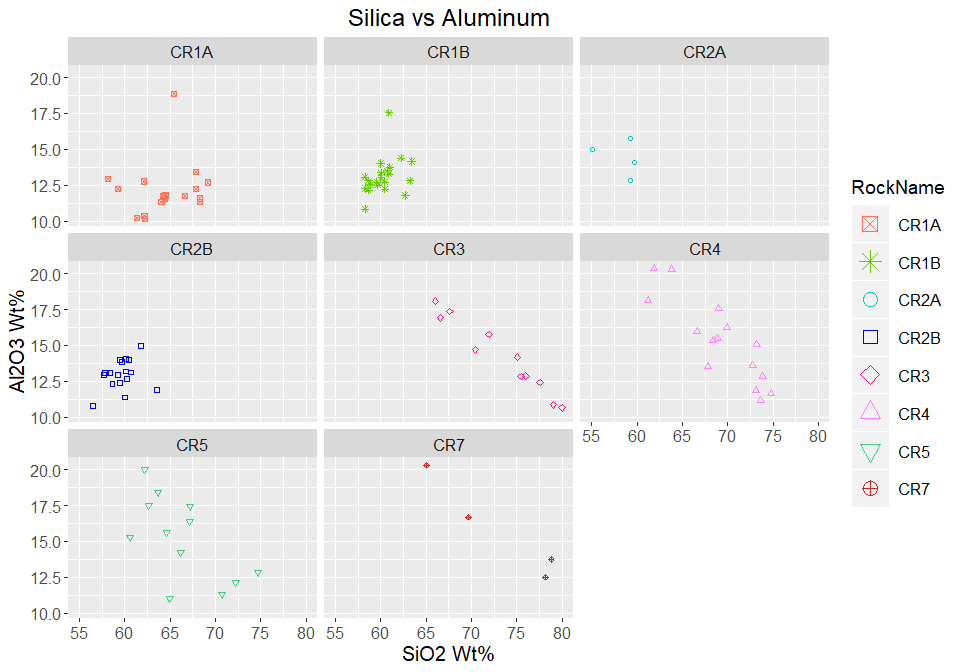 Silica vs Aluminum
CR1A CR1B CR2A
20.0
17.5
15.0
12.5
10.0
CR2B CR3 CR4
20.0
17.5
15.0
12.5
10.0
55 60 65 70 75 80
CR5 CR7
20.0
17.5
15.0
12.5
10.0
55 60 65 70 75 80 55 60 65 70 75 80
SiO2 Wt%
Al2O3 Wt%
RockName
CR1A
CR1B
CR2A
CR2B
CR3
CR4
CR5
CR7